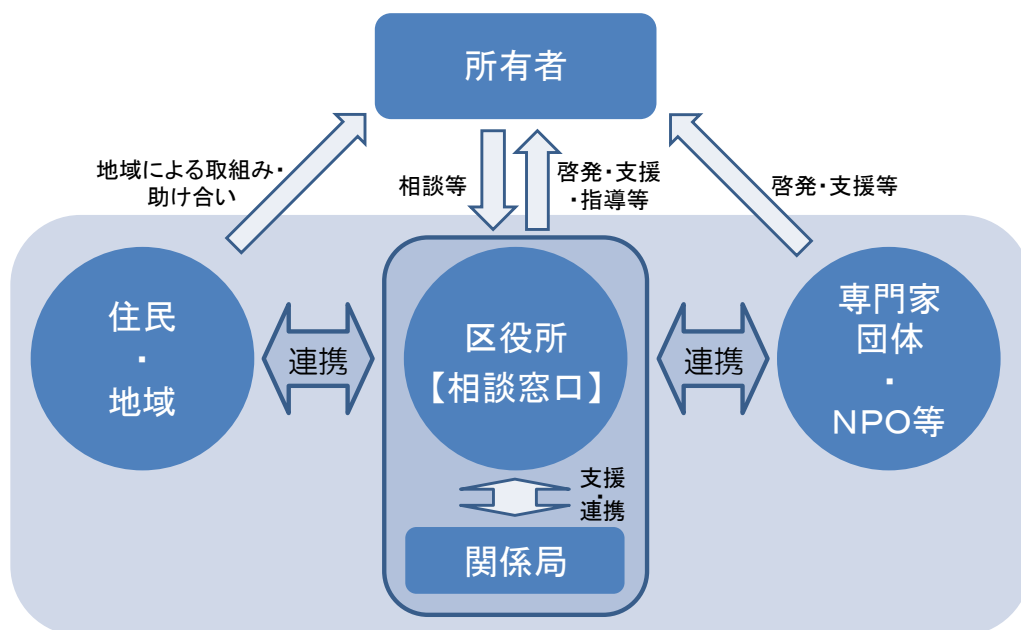 所有者
地域による取組み・
助け合い
相談等
啓発・支援
・指導等
啓発・支援等
住民
・
地域
連携
区役所
【相談窓口】
連携
専門家
団体
・
NPO等
支援
・
連携
関係局